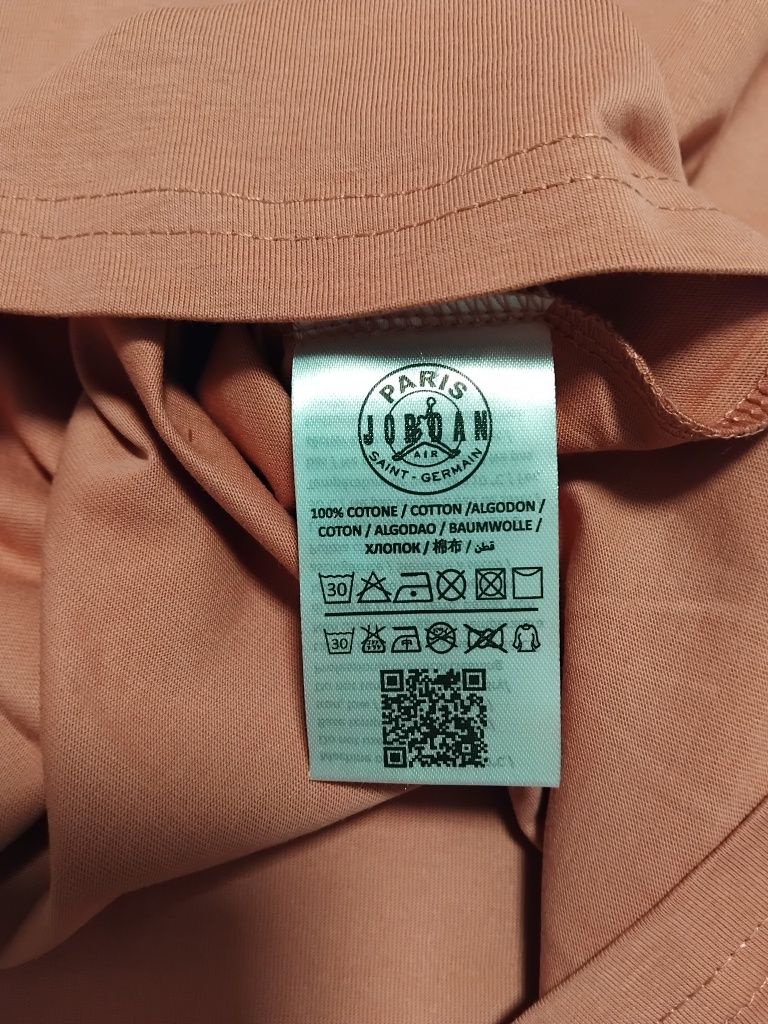 PARIS
JORDAN
AIR
SAINT - GERMAIN
100% COTONE / COTTON /ALGODON /
COTON / ALGODAO / BAUMWOLLE /
ХЛОПОК / 棉布 / قطن
30
30